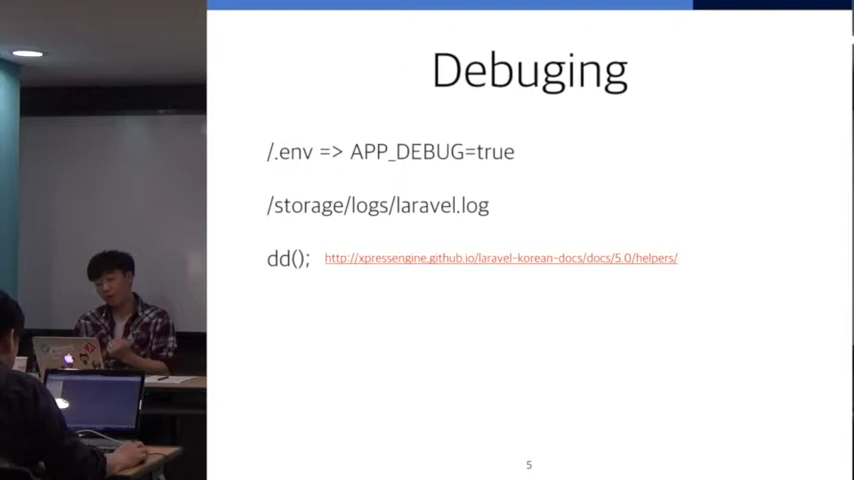 Debuging
/.env => APP_DEBUG=true
/storage/logs/laravel.log
dd(); http://xpressengine.github.io/laravel-korean-docs/docs/5.0/helpers/
5